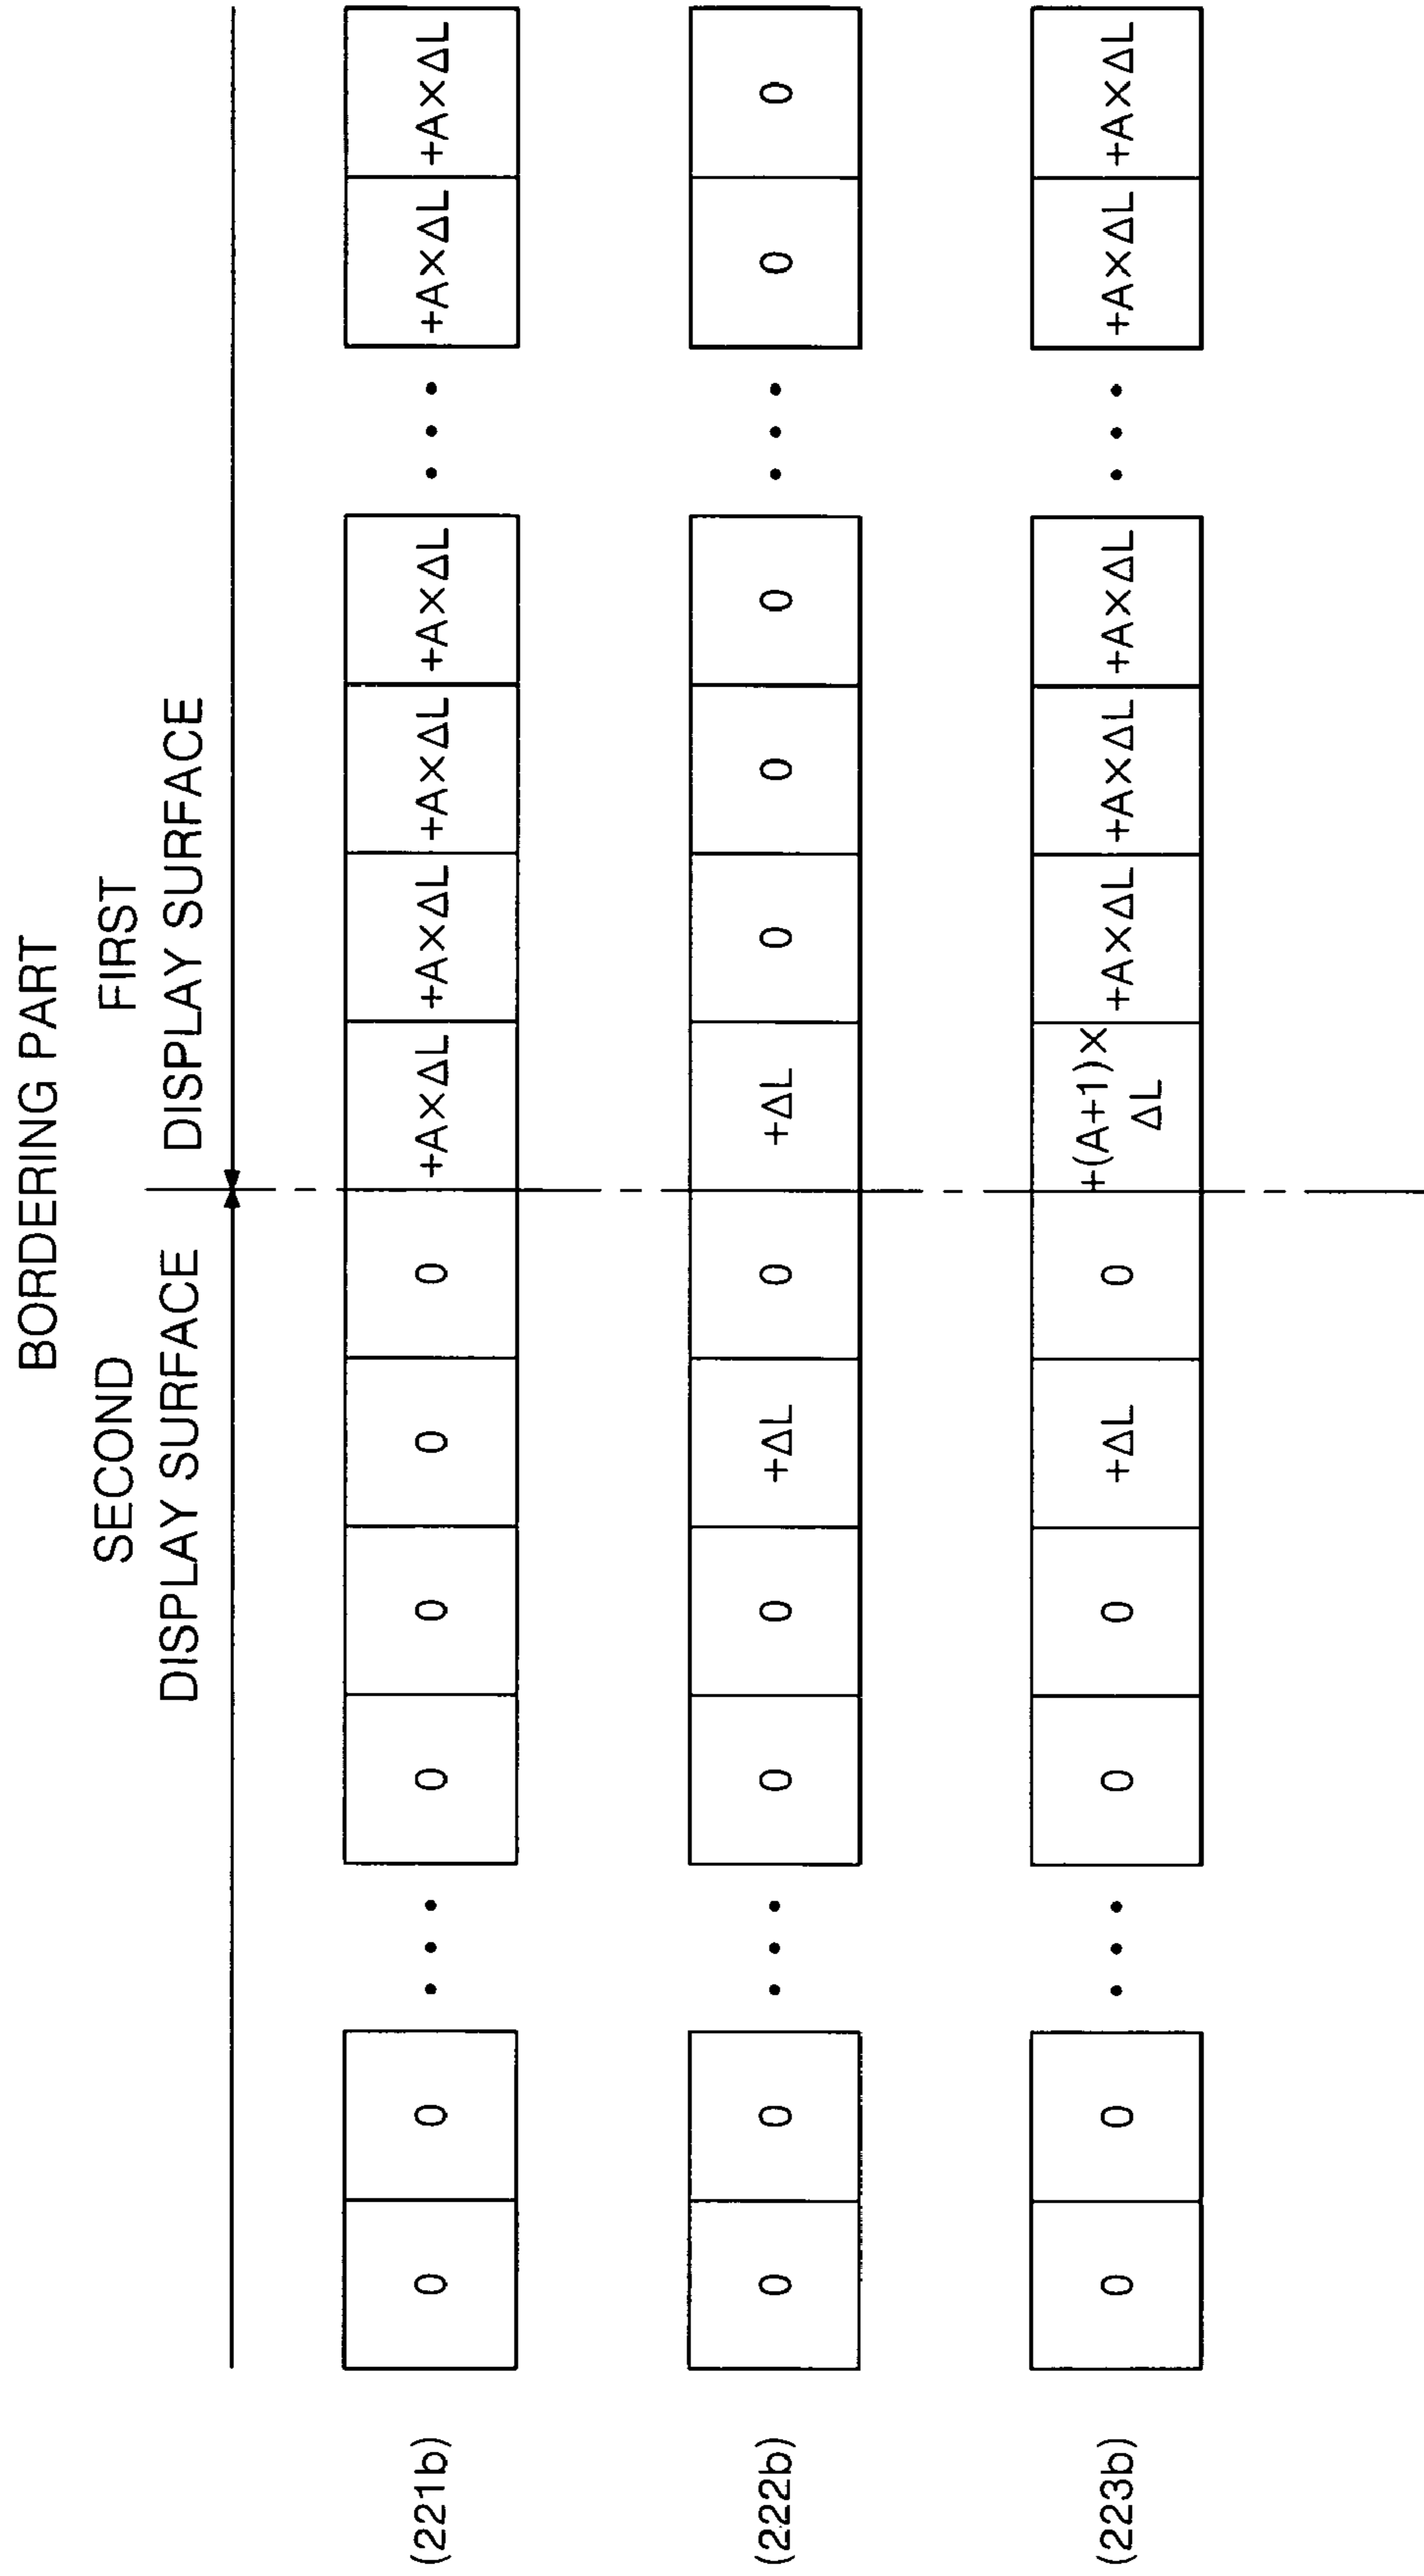 BORDERING PART
SECOND
DISPLAY SURFACE
FIRST
DISPLAY SURFACE
(221b) 0 0 • • • 0 0 0 0 +A×ΔL +A×ΔL +A×ΔL +A×ΔL • • • +A×ΔL +A×ΔL
(222b) 0 0 • • • 0 0 +ΔL 0 +ΔL 0 0 0 • • • 0 0
(223b) 0 0 • • • 0 0 +ΔL 0 +(A+1)× ΔL +A×ΔL +A×ΔL +A×ΔL • • • +A×ΔL +A×ΔL